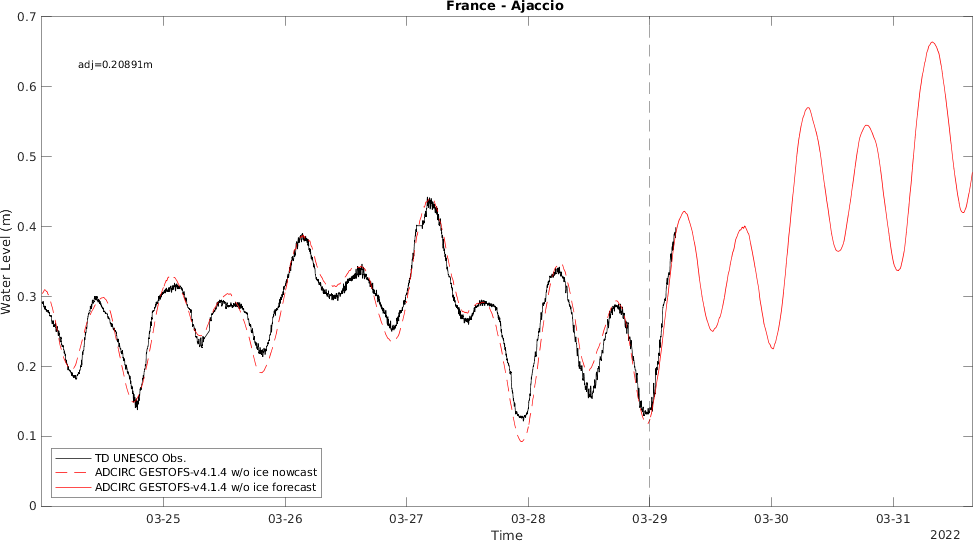 France - Ajaccio
adj=0.20891m
0.7
0.6
0.5
0.4
0.3
0.2
0.1
0
Water Level (m)
TD UNESCO Obs.
ADCIRC GESTOFS-v4.1.4 w/o ice nowcast
ADCIRC GESTOFS-v4.1.4 w/o ice forecast
03-25 03-26 03-27 03-28 03-29 03-30 03-31
Time
2022